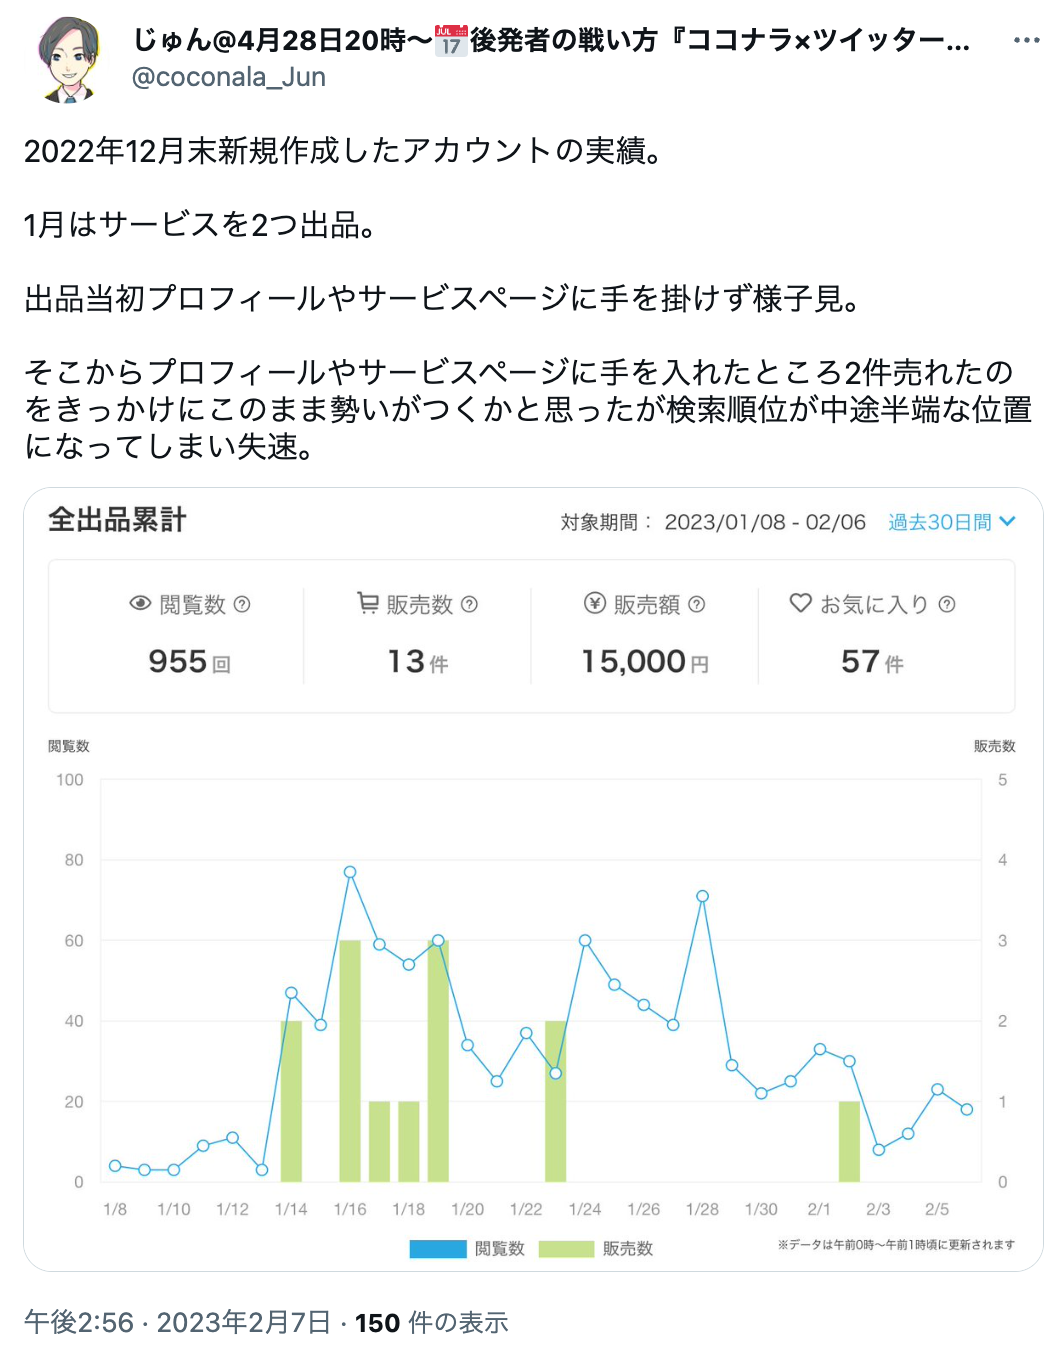 じゅん@4月28日20時〜📅後発者の戦い方『ココナラ×ツイッター...
@coconala_Jun
2022年12月末新規作成したアカウントの実績。
1月はサービスを2つ出品。
出品当初プロフィールやサービスページに手を掛けず様子見。
そこからプロフィールやサービスページに手を入れたところ2件売れたの
をきっかけにこのまま勢いがつくかと思ったが検索順位が中途半端な位置
になってしまい失速。
全出品累計
対象期間： 2023/01/08 - 02/06 過去30日間
閲覧数 販売数 販売額 お気に入り
955回 13件 15,000円 57件
閲覧数 販売数
100 5
80 4
60 3
40 2
20 1
0 0
1/8 1/10 1/12 1/14 1/16 1/18 1/20 1/22 1/24 1/26 1/28 1/30 2/1 2/3 2/5
閲覧数 販売数 ※データは午前0時〜午前1時頃に更新されます
午後2:56 · 2023年2月7日 · 150 件の表示